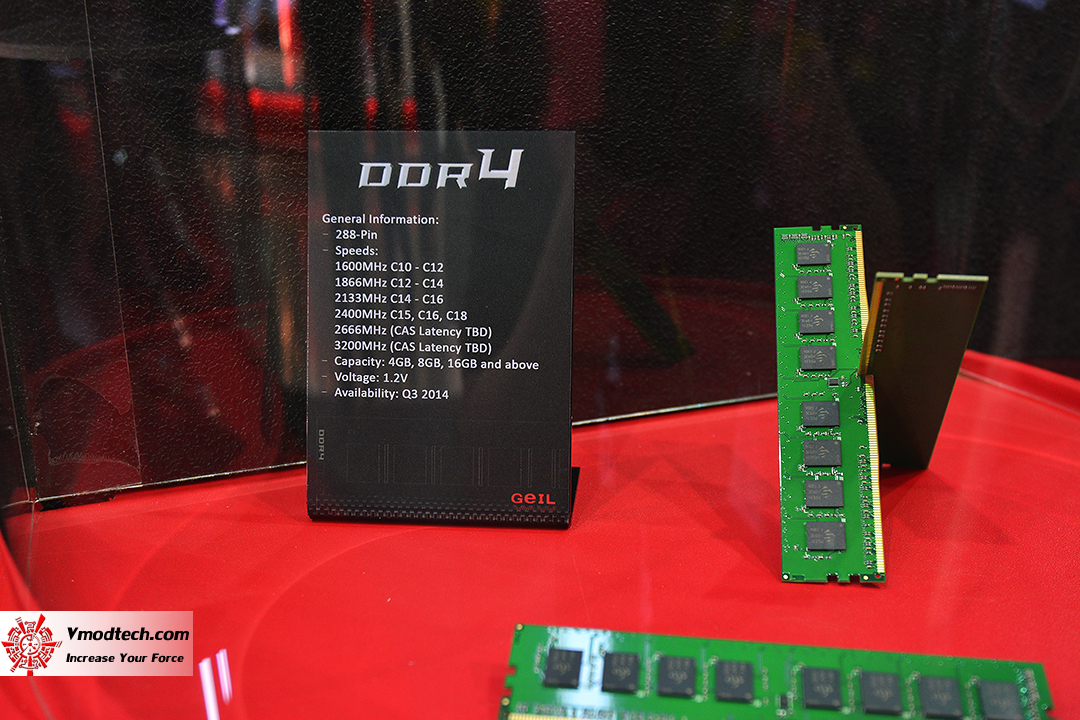 DDR4
General Information:
– 288-Pin
– Speeds:
1600MHz C10 - C12
1866MHz C12 - C14
2133MHz C14 - C16
2400MHz C15, C16, C18
2666MHz (CAS Latency TBD)
3200MHz (CAS Latency TBD)
– Capacity: 4GB, 8GB, 16GB and above
– Voltage: 1.2V
– Availability: Q3 2014
DDR4
GeIL
Vmodtech.com
Increase Your Force